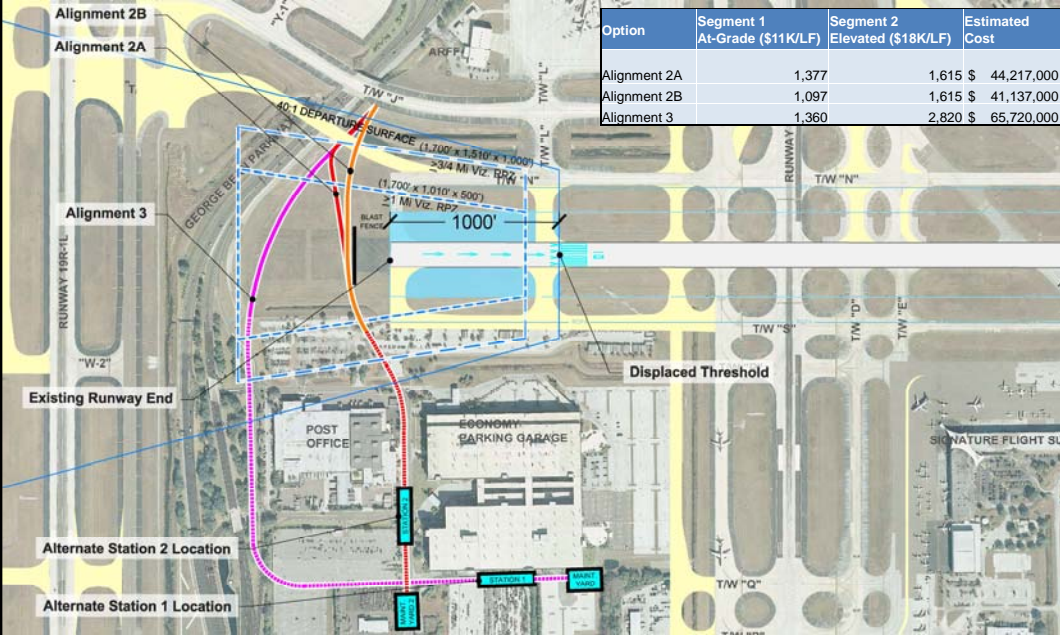 Alignment 2B
Alignment 2A
"Y-1"
ARFF
T/W "J"
T/W "L"
T/W "L"
Option
Segment 1
At-Grade ($11K/LF)
Segment 2
Elevated ($18K/LF)
Estimated
Cost
Alignment 2A 1,377 1,615 $ 44,217,000
Alignment 2B 1,097 1,615 $ 41,137,000
Alignment 3 1,360 2,820 $ 65,720,000
40:1 DEPARTURE SURFACE
(1,700' x 1,510' x 1,000')
>3/4 Mi Viz. RPZ
T/W "N"
RUNWAY
T/W "N"
(1,700' x 1,010' x 500')
≥1 Mi Viz. RPZ
PARKWAY
Alignment 3
BLAST
FENCE
1000'
RUNWAY 19R-1L
T/W "S"
T/W "D"
T/W "E"
"W-2"
Displaced Threshold
Existing Runway End
POST
OFFICE
ECONOMY
PARKING GARAGE
SIGNATURE FLIGHT SU
STATION 2
Alternate Station 2 Location
STATION 1
MAINT
YARD
T/W "Q"
Alternate Station 1 Location
MAINT
YARD 2